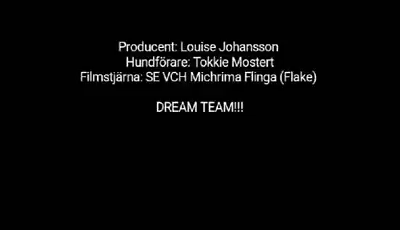 Producent: Louise Johansson
Hundförare: Tokkie Mostert
Filmstjärna: SE VCH Michrima Flinga (Flake)
DREAM TEAM!!!